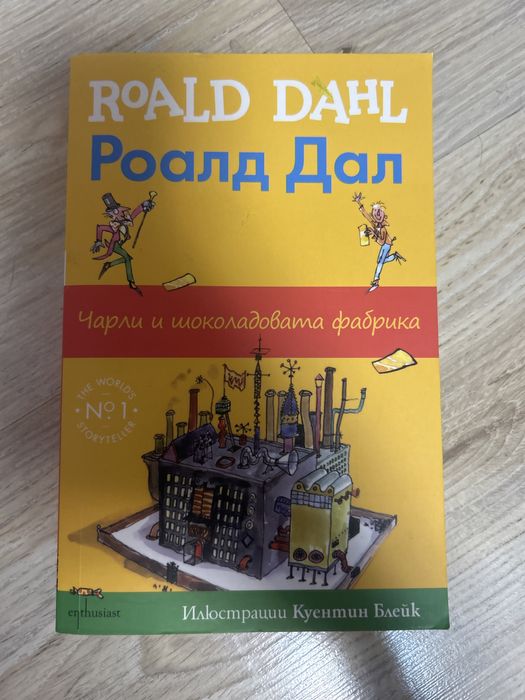 ROALD DAHL
Роалд Дал
Чарли и шоколадовата фабрика
THE WORLD'S
No1
STORYTELLER
enthusiast
Илюстрации Куентин Блейк